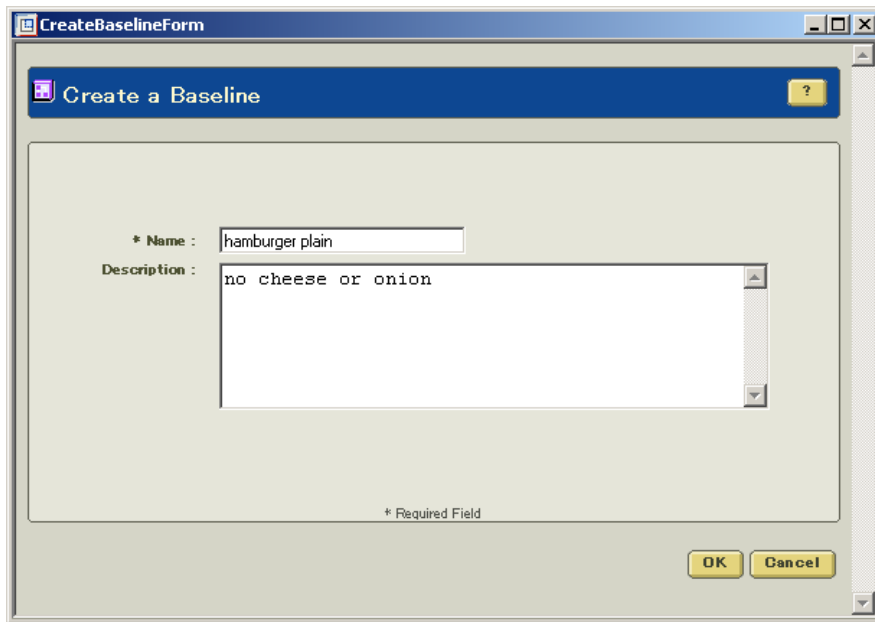 CreateBaselineForm
Create a Baseline
?
* Name :
hamburger plain
Description :
no cheese or onion
* Required Field
OK
Cancel